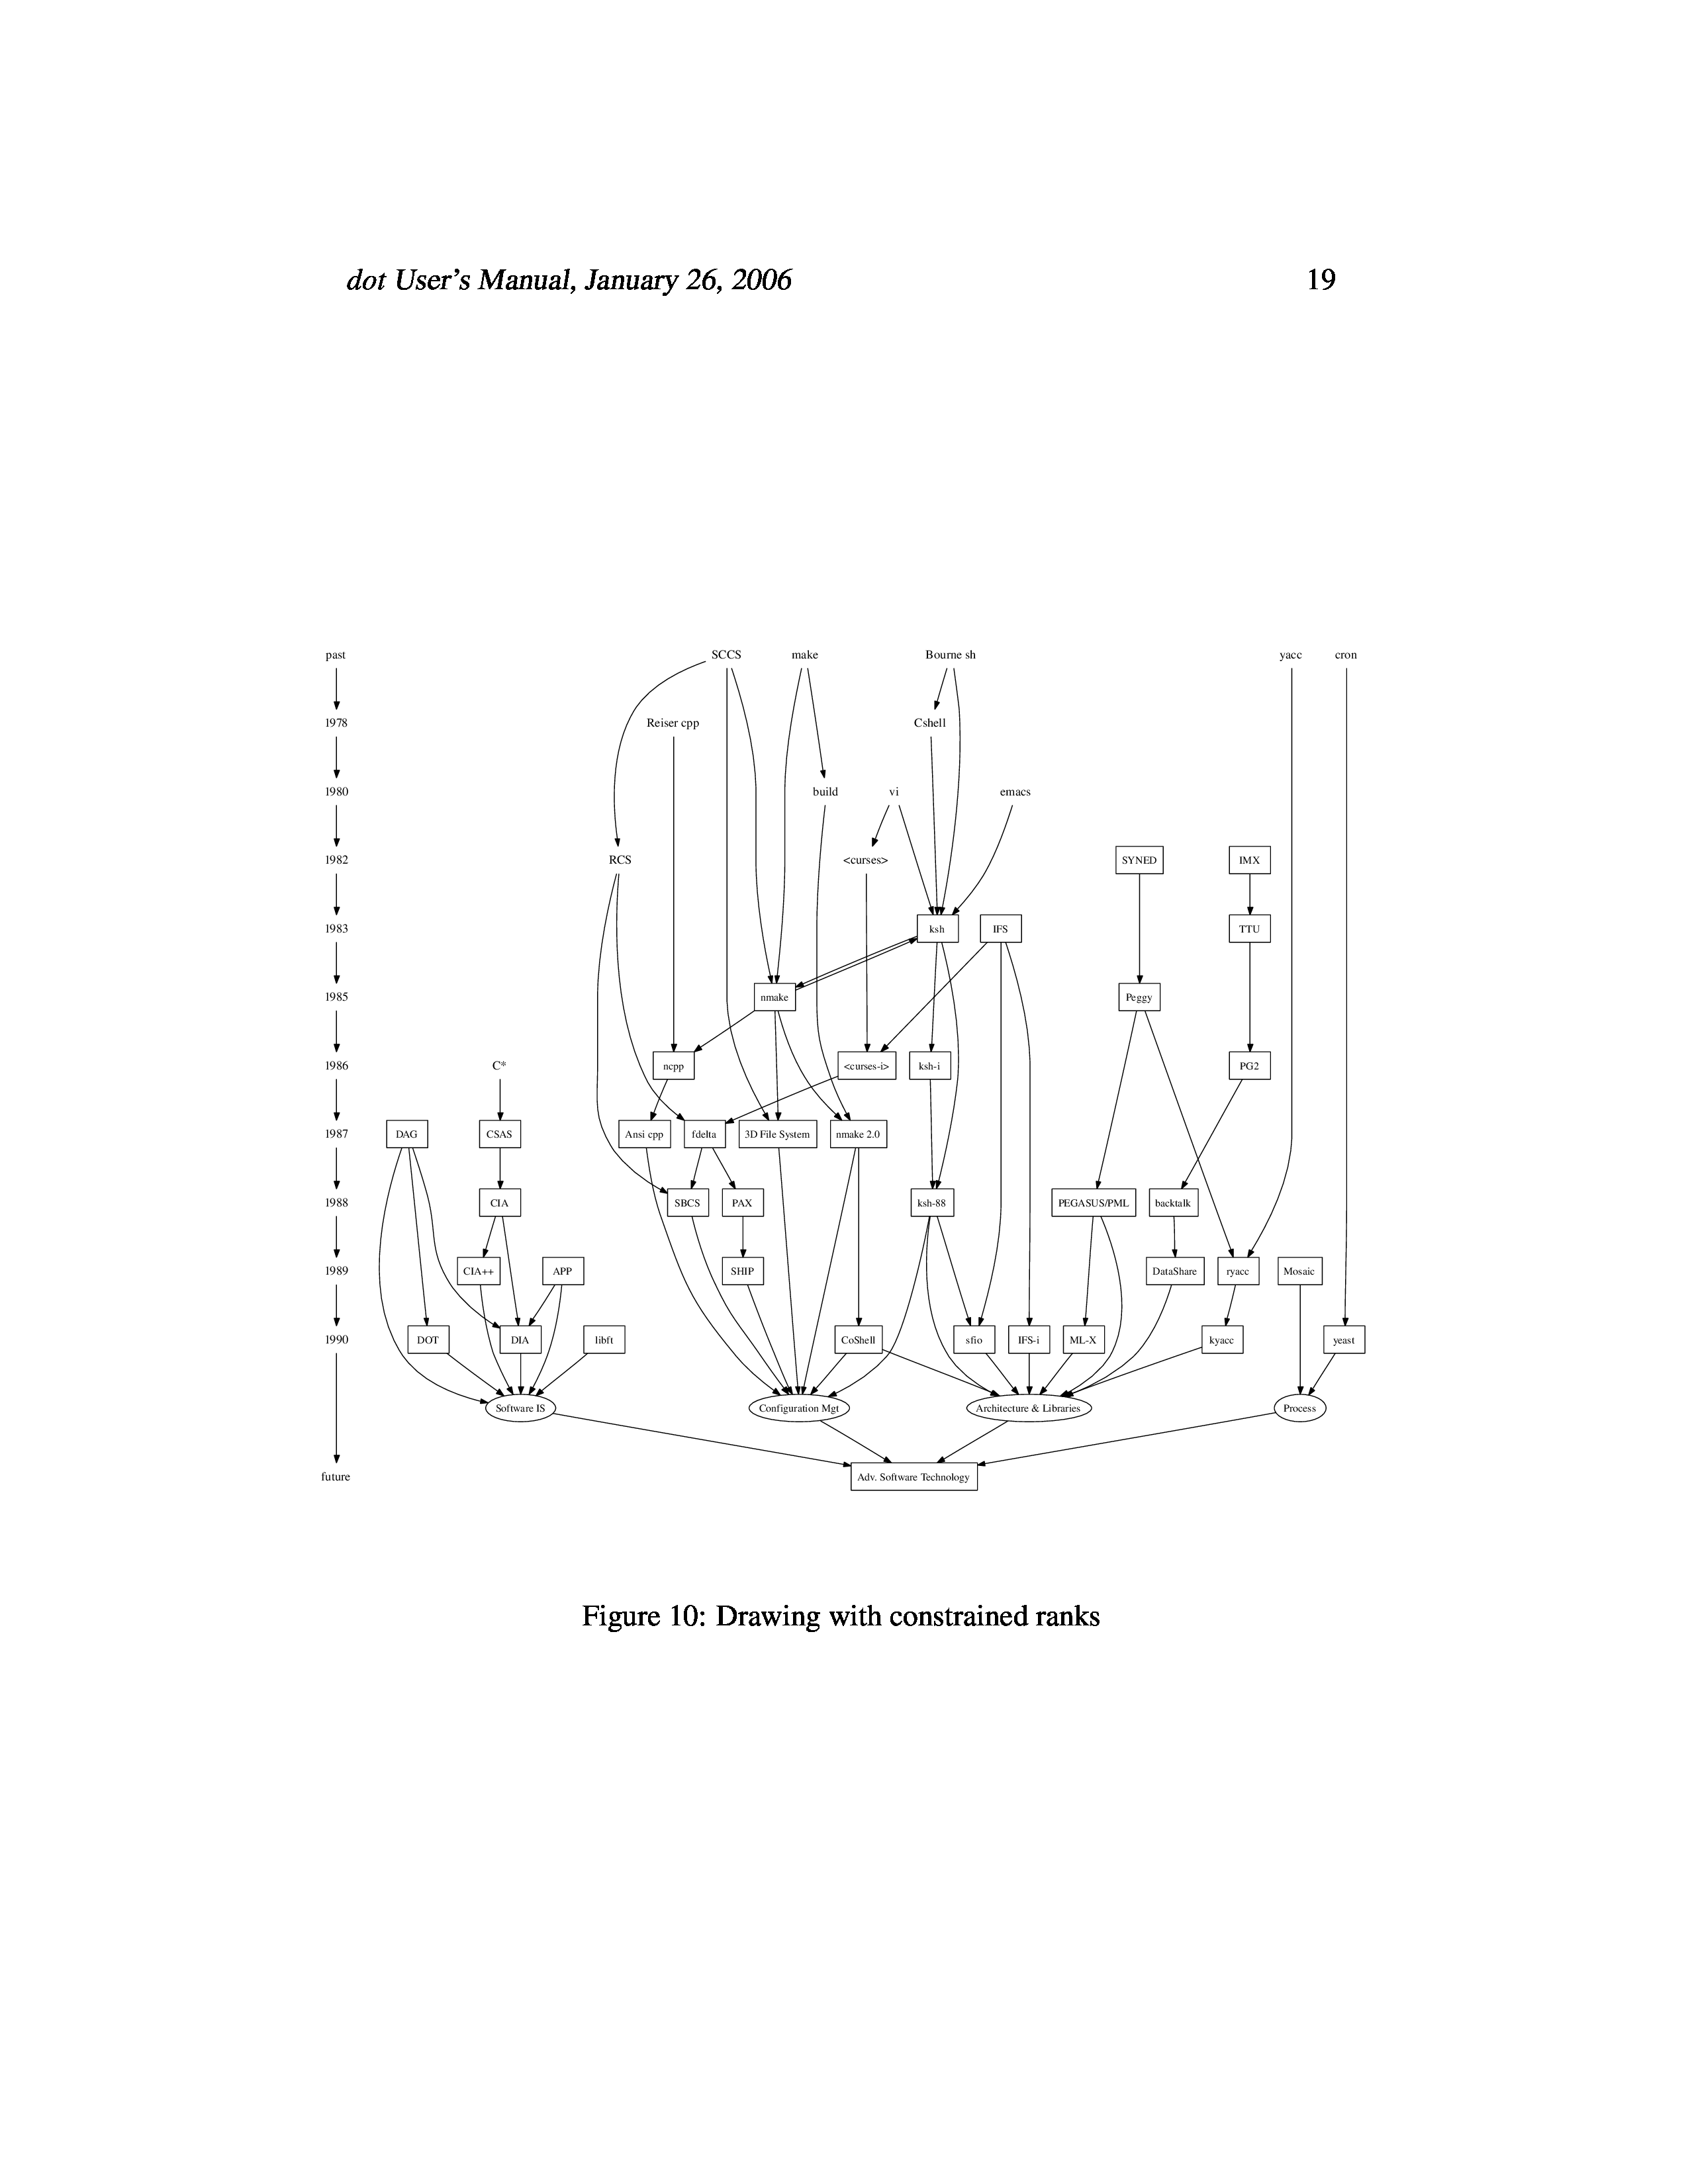 dot User's Manual, January 26, 2006 19
past SCCS make Bourne sh yacc cron
1978 Reiser cpp Cshell
1980 build vi emacs
1982 RCS <curses> SYNED IMX
1983 ksh IFS TTU
1985 nmake Peggy
1986 C* ncpp <curses-i> ksh-i PG2
1987 DAG CSAS Ansi cpp fdelta 3D File System nmake 2.0
1988 CIA SBCS PAX ksh-88 PEGASUS/PML backtalk
1989 CIA++ APP SHIP DataShare ryacc Mosaic
1990 DOT DIA libft CoShell sfio IFS-i ML-X kyacc yeast
Software IS Configuration Mgt Architecture & Libraries Process
future Adv. Software Technology
Figure 10: Drawing with constrained ranks